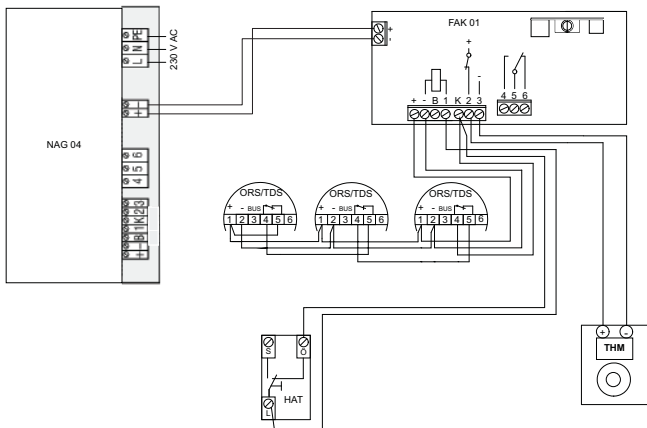 NAG 04
L N PE
230 V AC
+ -
4 5 6
+ - B 1 K 2 3
FAK 01
+
-
+
-
+ - B 1 K 2 3
4 5 6
ORS/TDS
+ - BUS
1 2 3 4 5 6
ORS/TDS
+ - BUS
1 2 3 4 5 6
ORS/TDS
+ - BUS
1 2 3 4 5 6
S Ö
HAT
L
+ -
THM